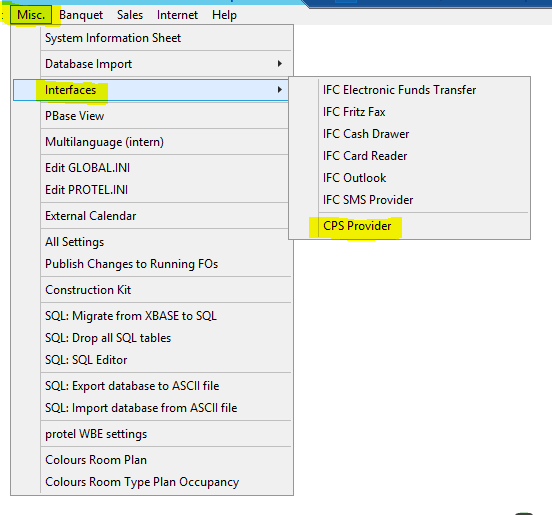 Misc. Banquet Sales Internet Help
System Information Sheet
Database Import
Interfaces
PBase View
Multilanguage (intern)
Edit GLOBAL.INI
Edit PROTEL.INI
External Calendar
All Settings
Publish Changes to Running FOs
Construction Kit
SQL: Migrate from XBASE to SQL
SQL: Drop all SQL tables
SQL: SQL Editor
SQL: Export database to ASCII file
SQL: Import database from ASCII file
protel WBE settings
Colours Room Plan
Colours Room Type Plan Occupancy
IFC Electronic Funds Transfer
IFC Fritz Fax
IFC Cash Drawer
IFC Card Reader
IFC Outlook
IFC SMS Provider
CPS Provider